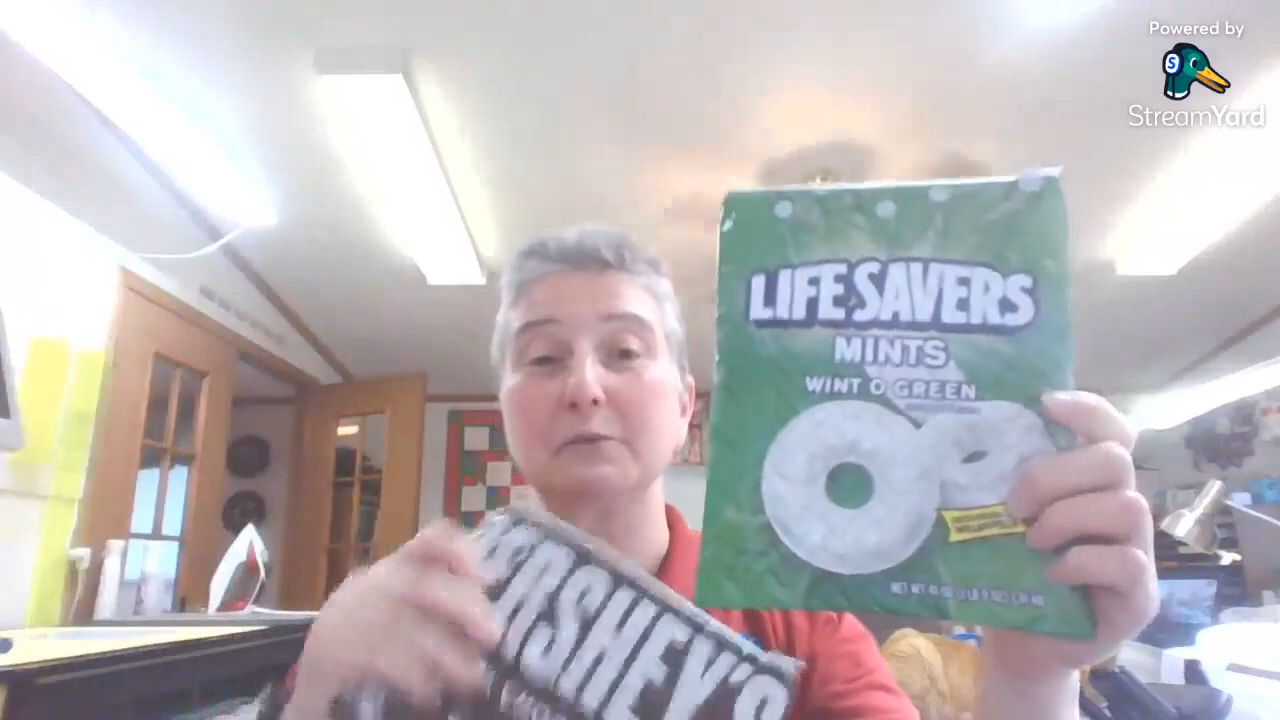 Powered by
S
StreamYard
LIFE SAVERS
MINTS
WINT O GREEN
HERSHEY'S